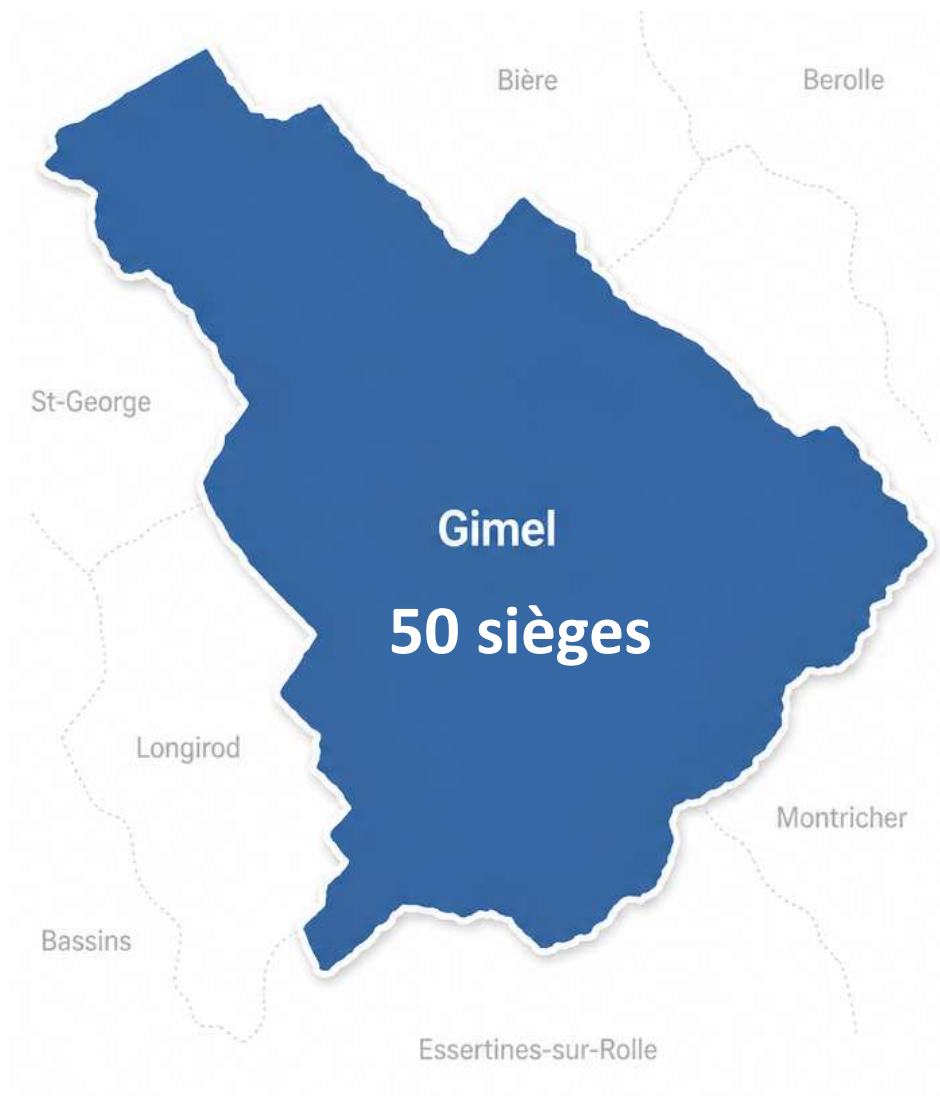 Bière
Berolle
St-George
Gimel
50 sièges
Longirod
Montricher
Bassins
Essertines-sur-Rolle